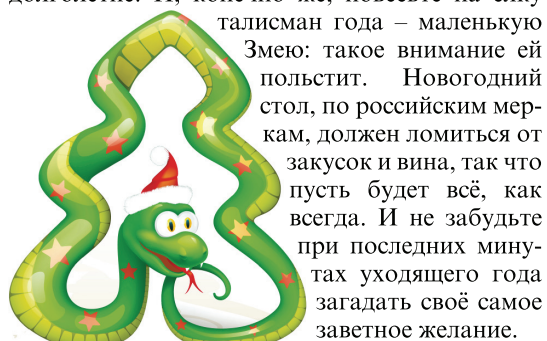 талисман года – маленькую
Змею: такое внимание ей
польстит. Новогодний
стол, по российским мер-
кам, должен ломиться от
закусок и вина, так что
пусть будет всё, как
всегда. И не забудьте
при последних мину-
тах уходящего года
загадать своё самое
заветное желание.